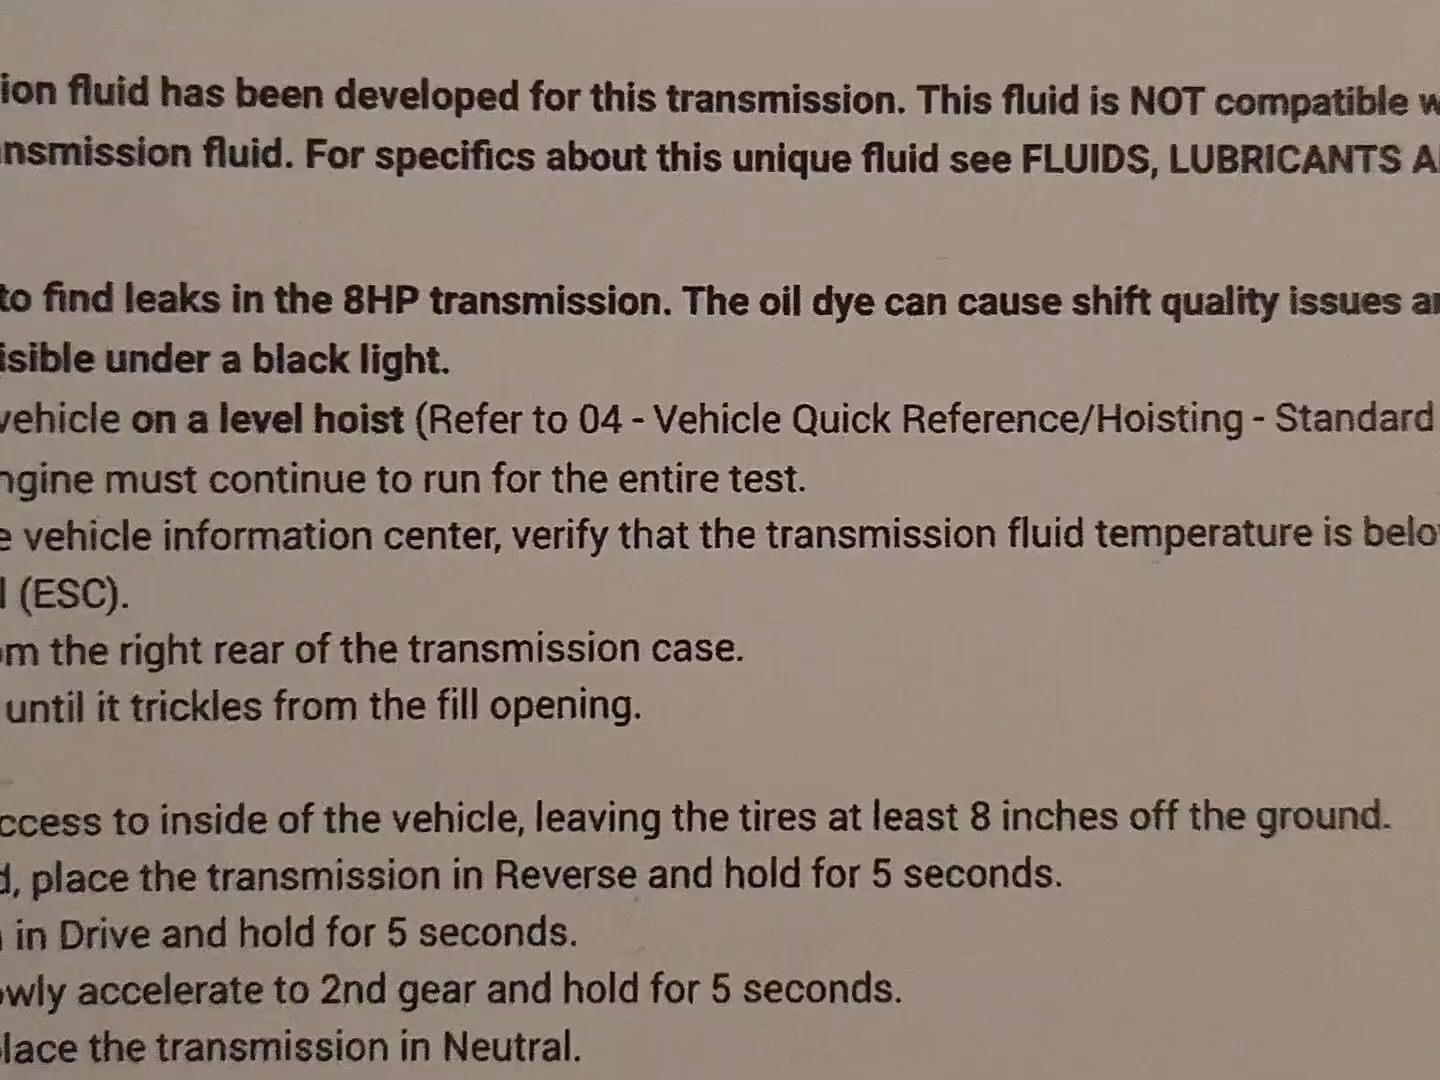 ion fluid has been developed for this transmission. This fluid is NOT compatible w
nsmission fluid. For specifics about this unique fluid see FLUIDS, LUBRICANTS A
to find leaks in the 8HP transmission. The oil dye can cause shift quality issues a
isible under a black light.
vehicle on a level hoist (Refer to 04 - Vehicle Quick Reference/Hoisting - Standard
ngine must continue to run for the entire test.
e vehicle information center, verify that the transmission fluid temperature is belo
l (ESC).
om the right rear of the transmission case.
until it trickles from the fill opening.
ccess to inside of the vehicle, leaving the tires at least 8 inches off the ground.
d, place the transmission in Reverse and hold for 5 seconds.
in Drive and hold for 5 seconds.
owly accelerate to 2nd gear and hold for 5 seconds.
lace the transmission in Neutral.